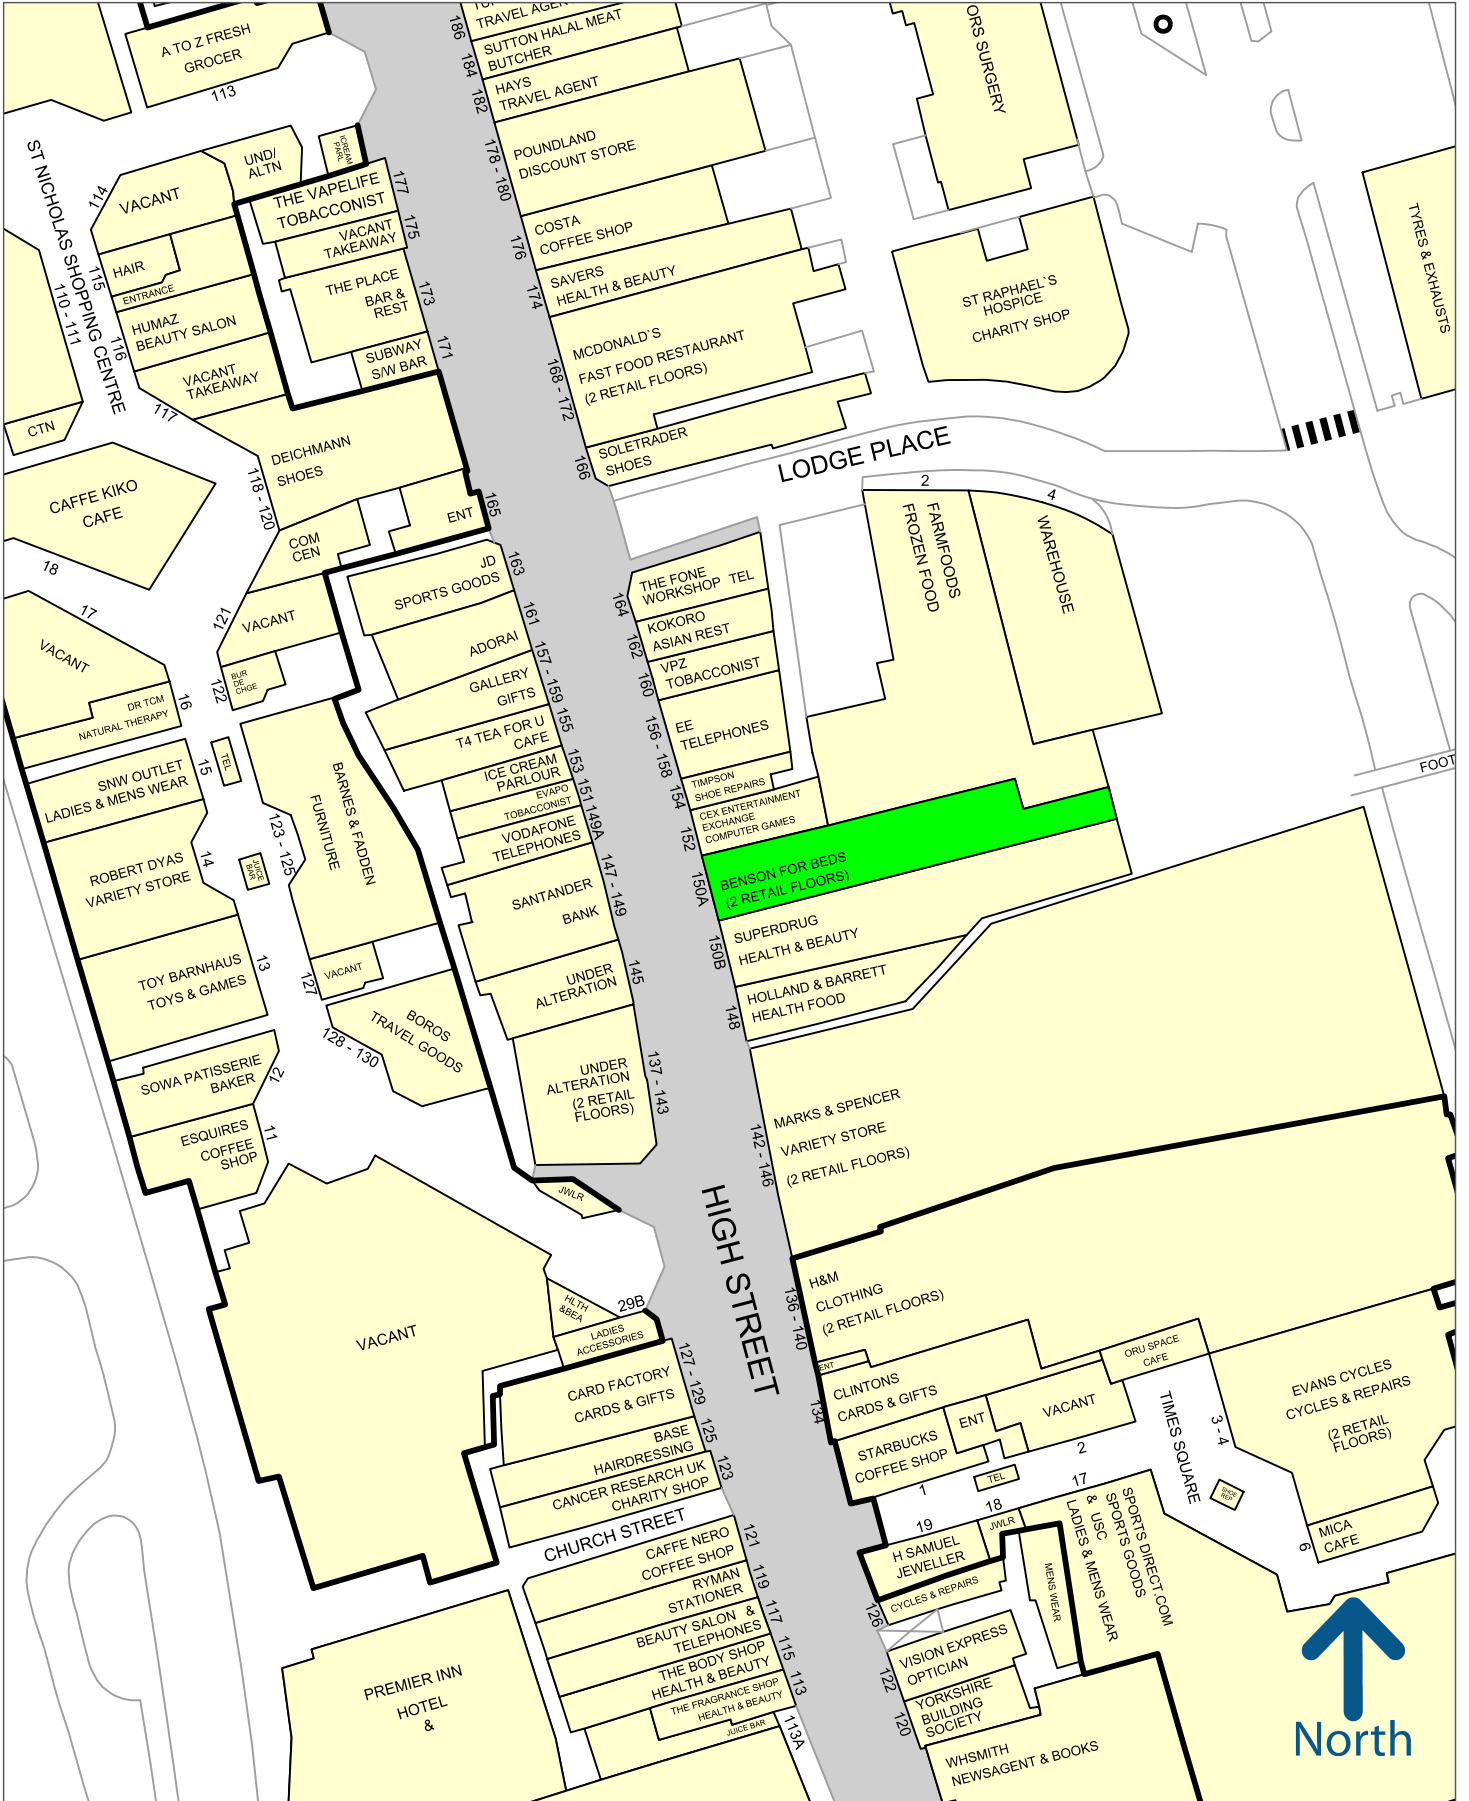 A TO Z FRESH
GROCER
113
ST NICHOLAS SHOPPING CENTRE
114
VACANT
UND/
ALTN
ICREAM
PARL
115
HAIR
ENTRANCE
110 - 111
116
HUMAZ
BEAUTY SALON
VACANT
TAKEAWAY
117
CTN
THE VAPELIFE
TOBACCONIST
177
VACANT
TAKEAWAY
175
THE PLACE
BAR &
REST
173
SUBWAY
S/W BAR
171
DEICHMANN
SHOES
118 - 120
CAFFE KIKO
CAFE
18
COM
CEN
ENT
165
VACANT
121
BUR
DE
CHGE
122
17
VACANT
DR TCM
NATURAL THERAPY
16
SNW OUTLET
LADIES & MENS WEAR
15
TEL
ROBERT DYAS
VARIETY STORE
14
JUICE
BAR
BARNES & FADDEN
FURNITURE
123 - 125
TOY BARNHAUS
TOYS & GAMES
13
VACANT
127
BOROS
TRAVEL GOODS
128 - 130
SOWA PATISSERIE
BAKER
12
ESQUIRES
COFFEE
SHOP
11
VACANT
JWLR
HLTH
&BEA
29B
LADIES
ACCESSORIES
JD
SPORTS GOODS
163
ADORAI
161
GALLERY
GIFTS
157 - 159
T4 TEA FOR U
CAFE
155
ICE CREAM
PARLOUR
153
EVAPO
TOBACCONIST
151
VODAFONE
TELEPHONES
149A
SANTANDER
BANK
147 - 149
UNDER
ALTERATION
145
UNDER
ALTERATION
(2 RETAIL
FLOORS)
137 - 143
CARD FACTORY
CARDS & GIFTS
127 - 129
BASE
HAIRDRESSING
125
CANCER RESEARCH UK
CHARITY SHOP
123
CHURCH STREET
CAFFE NERO
COFFEE SHOP
121
RYMAN
STATIONER
119
BEAUTY SALON &
TELEPHONES
117
THE BODY SHOP
HEALTH & BEAUTY
115
THE FRAGRANCE SHOP
HEALTH & BEAUTY
113
JUICE BAR
113A
PREMIER INN
HOTEL
&
HIGH STREET
186
TRAVEL AGENT
SUTTON HALAL MEAT
BUTCHER
184
HAYS
TRAVEL AGENT
182
POUNDLAND
DISCOUNT STORE
178 - 180
COSTA
COFFEE SHOP
176
SAVERS
HEALTH & BEAUTY
174
MCDONALD`S
FAST FOOD RESTAURANT
(2 RETAIL FLOORS)
168 - 172
SOLETRADER
SHOES
166
LODGE PLACE
ORS SURGERY
ST RAPHAEL`S
HOSPICE
CHARITY SHOP
TYRES & EXHAUSTS
2
FARMFOODS
FROZEN FOOD
4
WAREHOUSE
THE FONE
WORKSHOP TEL
164
KOKORO
ASIAN REST
162
VPZ
TOBACCONIST
160
EE
TELEPHONES
156 - 158
TIMPSON
SHOE REPAIRS
154
CEX ENTERTAINMENT
EXCHANGE
COMPUTER GAMES
152
BENSON FOR BEDS
(2 RETAIL FLOORS)
150A
SUPERDRUG
HEALTH & BEAUTY
150B
HOLLAND & BARRETT
HEALTH FOOD
148
FOOT
MARKS & SPENCER
VARIETY STORE
(2 RETAIL FLOORS)
142 - 146
H&M
CLOTHING
(2 RETAIL FLOORS)
136 - 140
ENT
CLINTONS
CARDS & GIFTS
134
STARBUCKS
COFFEE SHOP
ENT
VACANT
ORU SPACE
CAFE
EVANS CYCLES
CYCLES & REPAIRS
(2 RETAIL
FLOORS)
3 - 4
TIMES SQUARE
2
TEL
1
SHOE
REP
MICA
CAFE
6
17
SPORTS DIRECT.COM
SPORTS GOODS
& USC
LADIES & MENS WEAR
18
JWLR
19
H SAMUEL
JEWELLER
MENS WEAR
CYCLES & REPAIRS
126
VISION EXPRESS
OPTICIAN
122
YORKSHIRE
BUILDING
SOCIETY
120
WHSMITH
NEWSAGENT & BOOKS
North